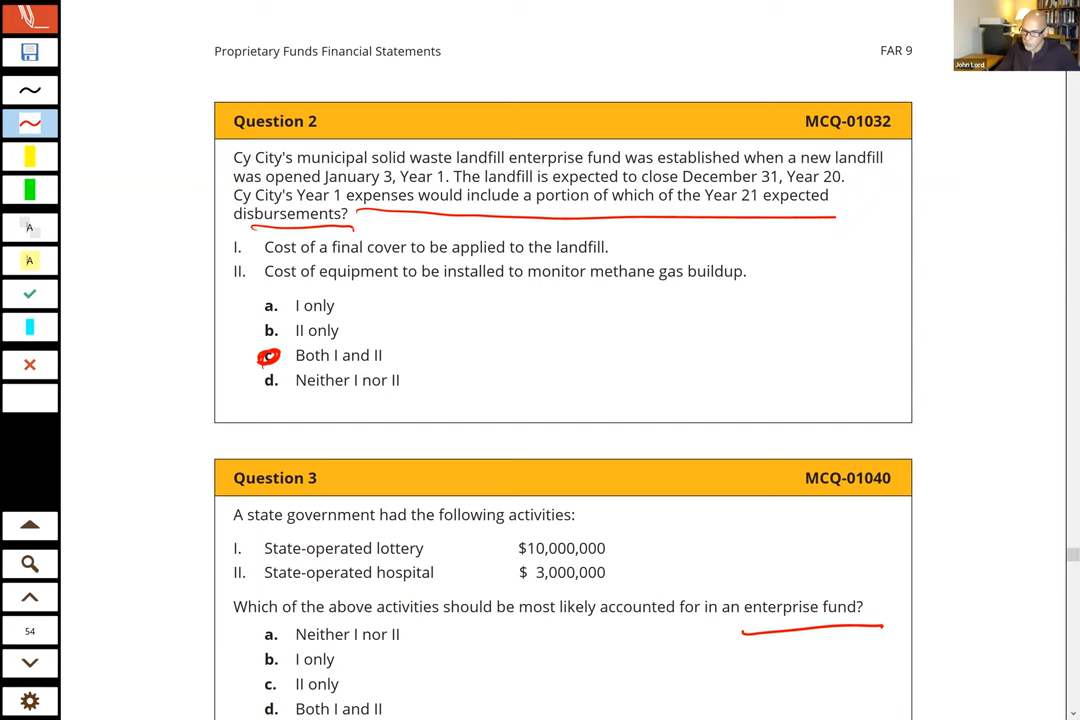 Proprietary Funds Financial Statements
FAR 9
John Lord
Question 2
MCQ-01032
Cy City's municipal solid waste landfill enterprise fund was established when a new landfill
was opened January 3, Year 1. The landfill is expected to close December 31, Year 20.
Cy City's Year 1 expenses would include a portion of which of the Year 21 expected
disbursements?
I. Cost of a final cover to be applied to the landfill.
II. Cost of equipment to be installed to monitor methane gas buildup.
a. I only
b. II only
c. Both I and II
d. Neither I nor II
Question 3
MCQ-01040
A state government had the following activities:
I. State-operated lottery $10,000,000
II. State-operated hospital $ 3,000,000
Which of the above activities should be most likely accounted for in an enterprise fund?
a. Neither I nor II
b. I only
c. II only
d. Both I and II
A
A
54